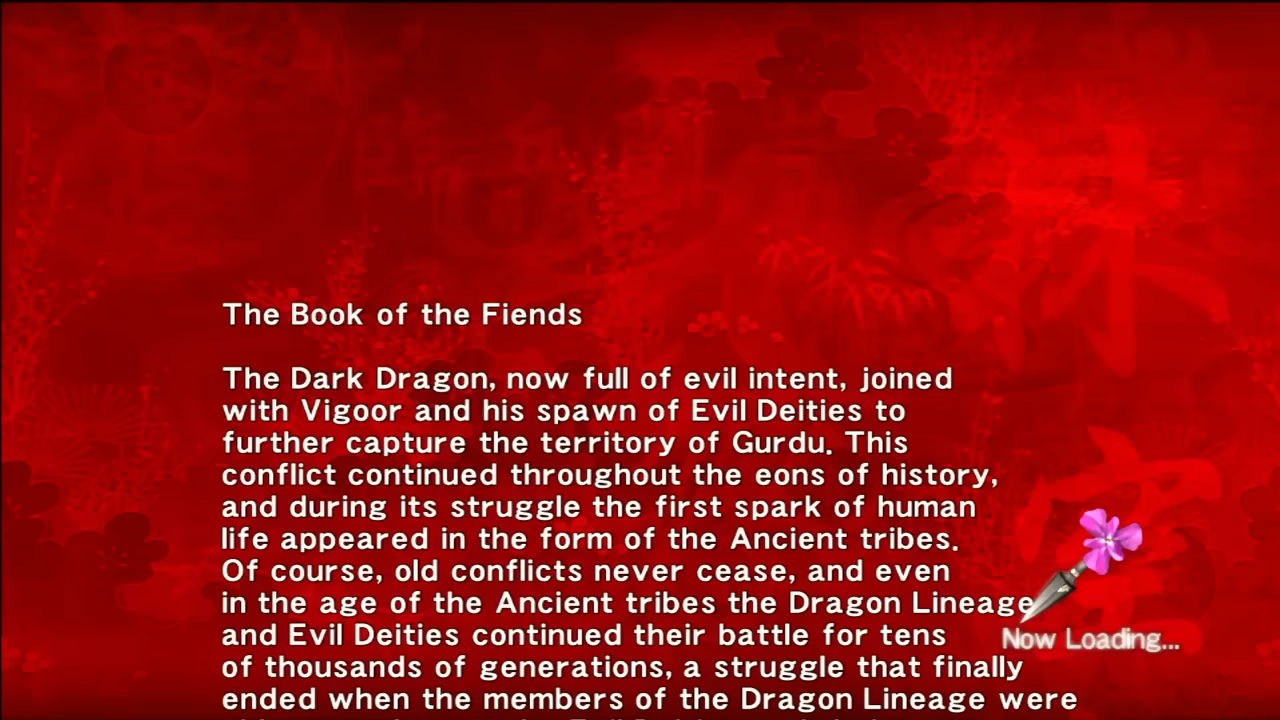 The Book of the Fiends
The Dark Dragon, now full of evil intent, joined
with Vigoor and his spawn of Evil Deities to
further capture the territory of Gurdu. This
conflict continued throughout the eons of history,
and during its struggle the first spark of human
life appeared in the form of the Ancient tribes.
Of course, old conflicts never cease, and even
in the age of the Ancient tribes the Dragon Lineage
and Evil Deities continued their battle for tens
of thousands of generations, a struggle that finally
ended when the members of the Dragon Lineage were
Now Loading...